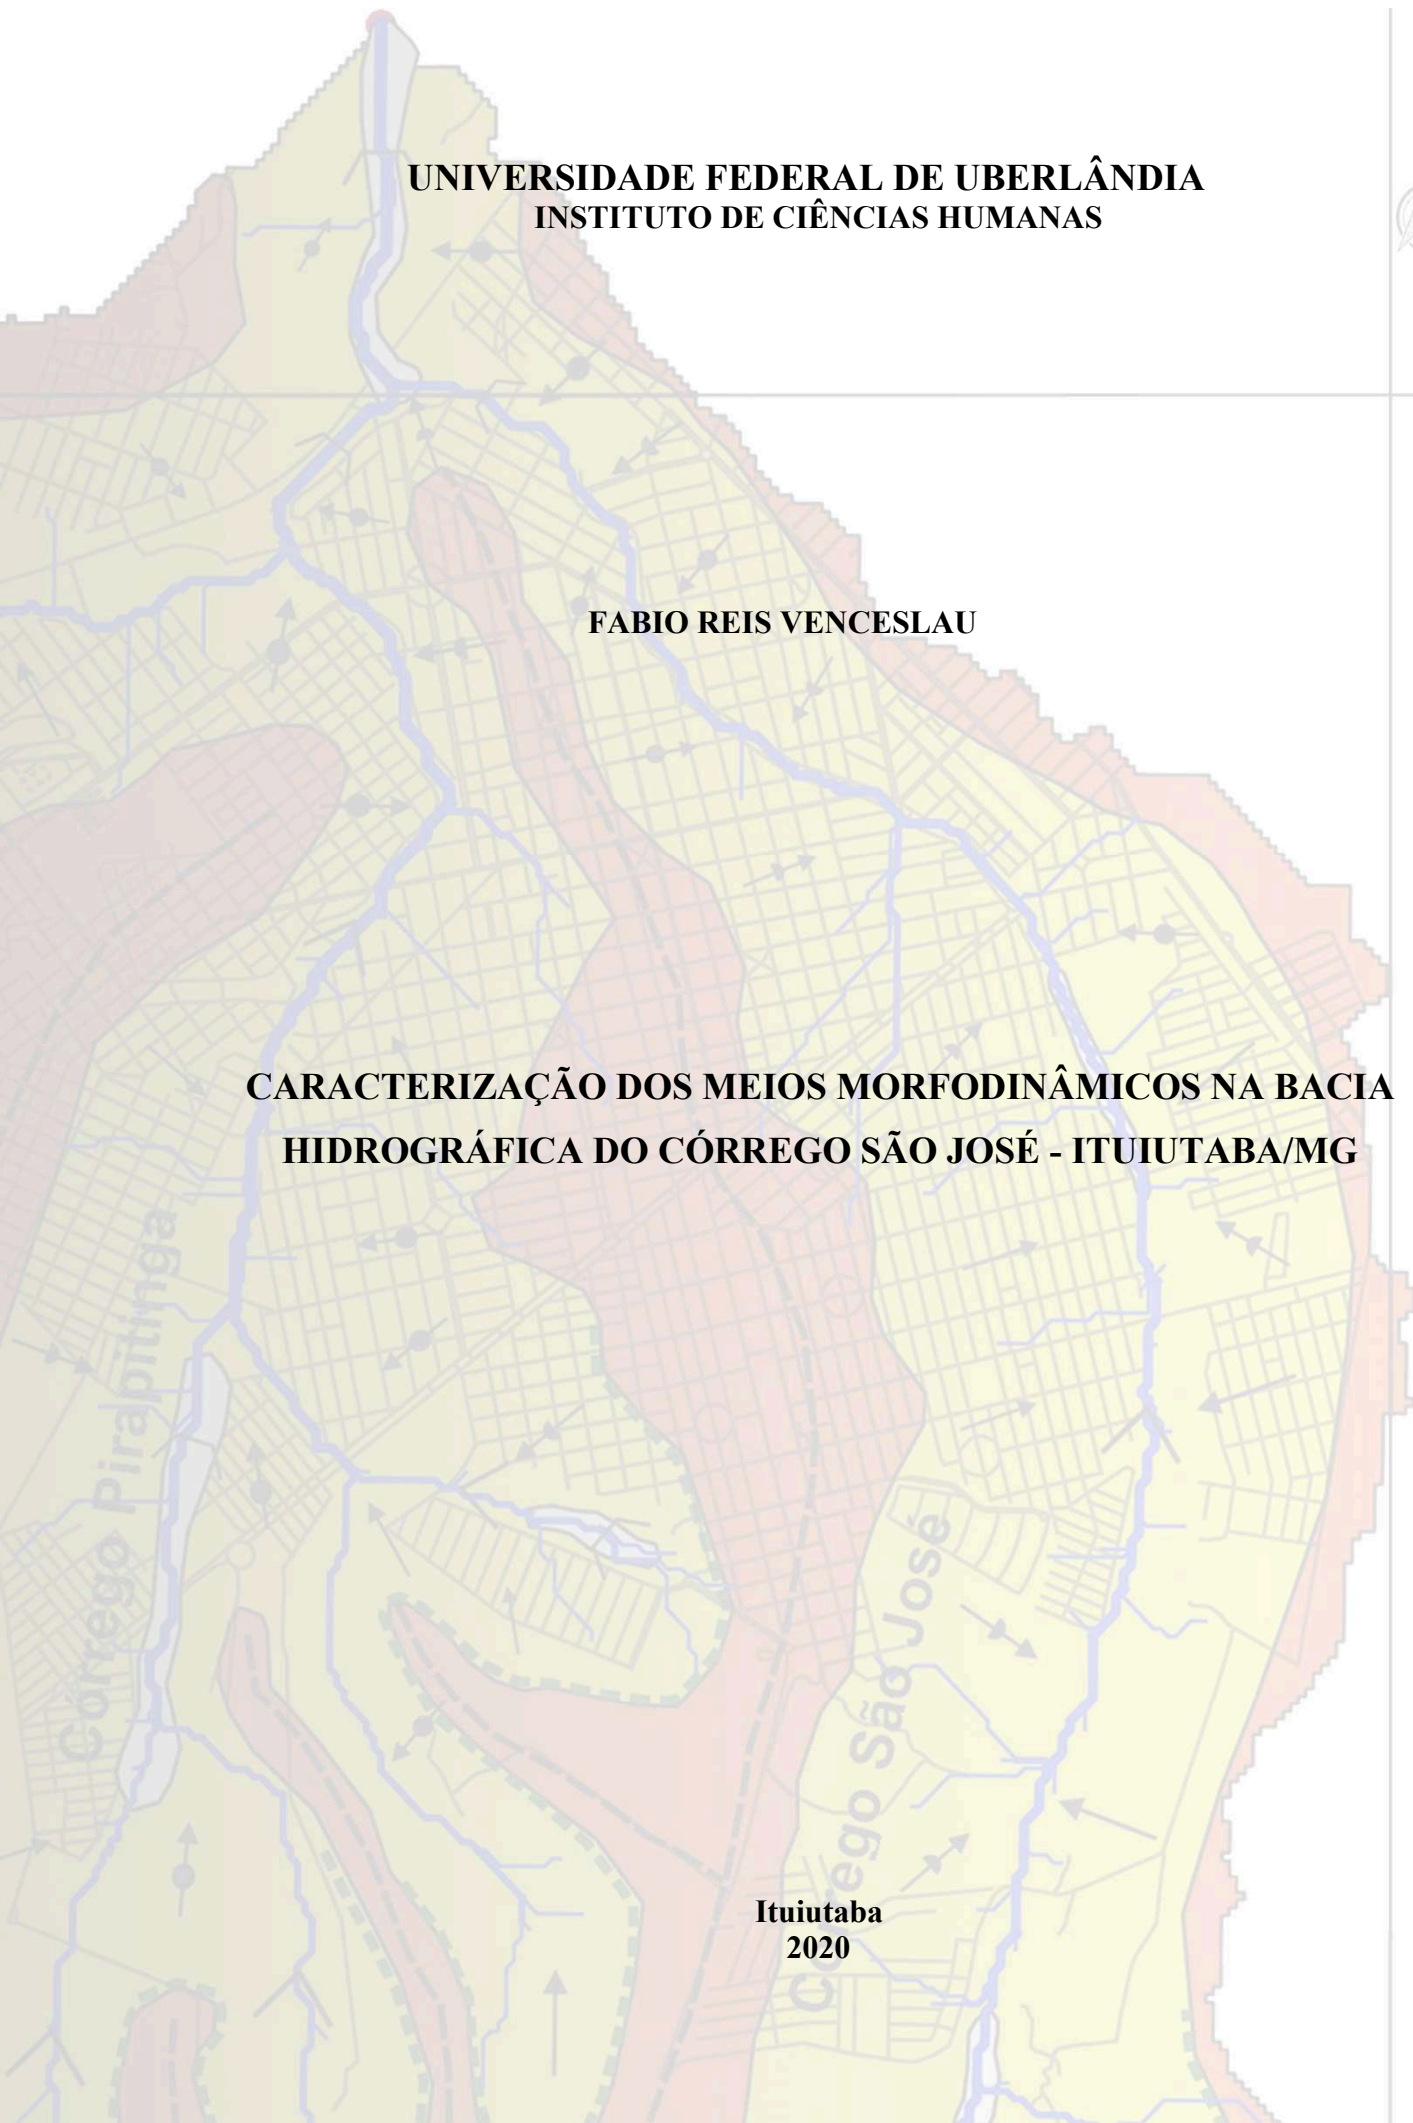 UNIVERSIDADE FEDERAL DE UBERLÂNDIA
INSTITUTO DE CIÊNCIAS HUMANAS
FABIO REIS VENCESLAU
CARACTERIZAÇÃO DOS MEIOS MORFODINÂMICOS NA BACIA
HIDROGRÁFICA DO CÓRREGO SÃO JOSÉ - ITUIUTABA/MG
Córrego Pirapitinga
Córrego São José
Ituiutaba
2020